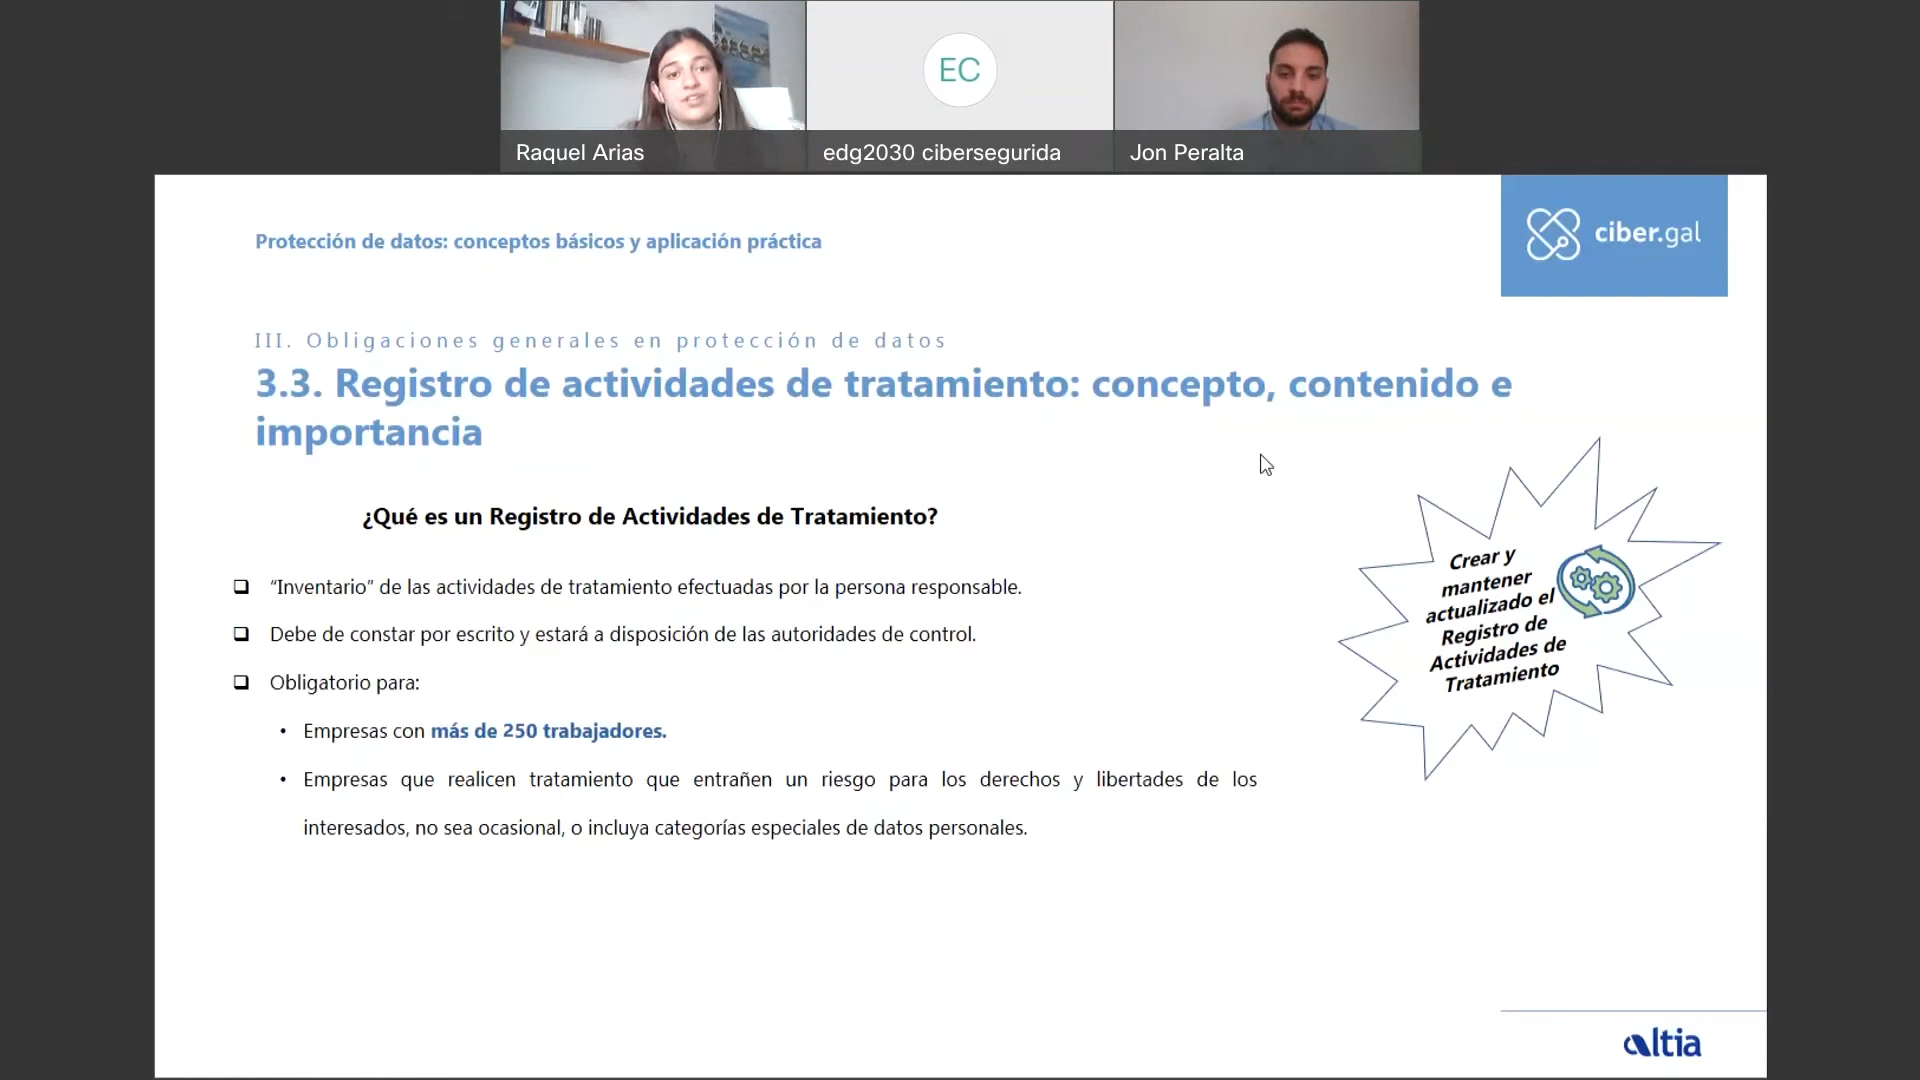 EC
Raquel Arias
edg2030 cibersegurida
Jon Peralta
Protección de datos: conceptos básicos y aplicación práctica
ciber.gal
III. Obligaciones generales en protección de datos
3.3. Registro de actividades de tratamiento: concepto, contenido e
importancia
¿Qué es un Registro de Actividades de Tratamiento?
“Inventario” de las actividades de tratamiento efectuadas por la persona responsable.
Debe de constar por escrito y estará a disposición de las autoridades de control.
Obligatorio para:
• Empresas con más de 250 trabajadores.
• Empresas que realicen tratamiento que entrañen un riesgo para los derechos y libertades de los
interesados, no sea ocasional, o incluya categorías especiales de datos personales.
Crear y
mantener
actualizado el
Registro de
Actividades de
Tratamiento
altia